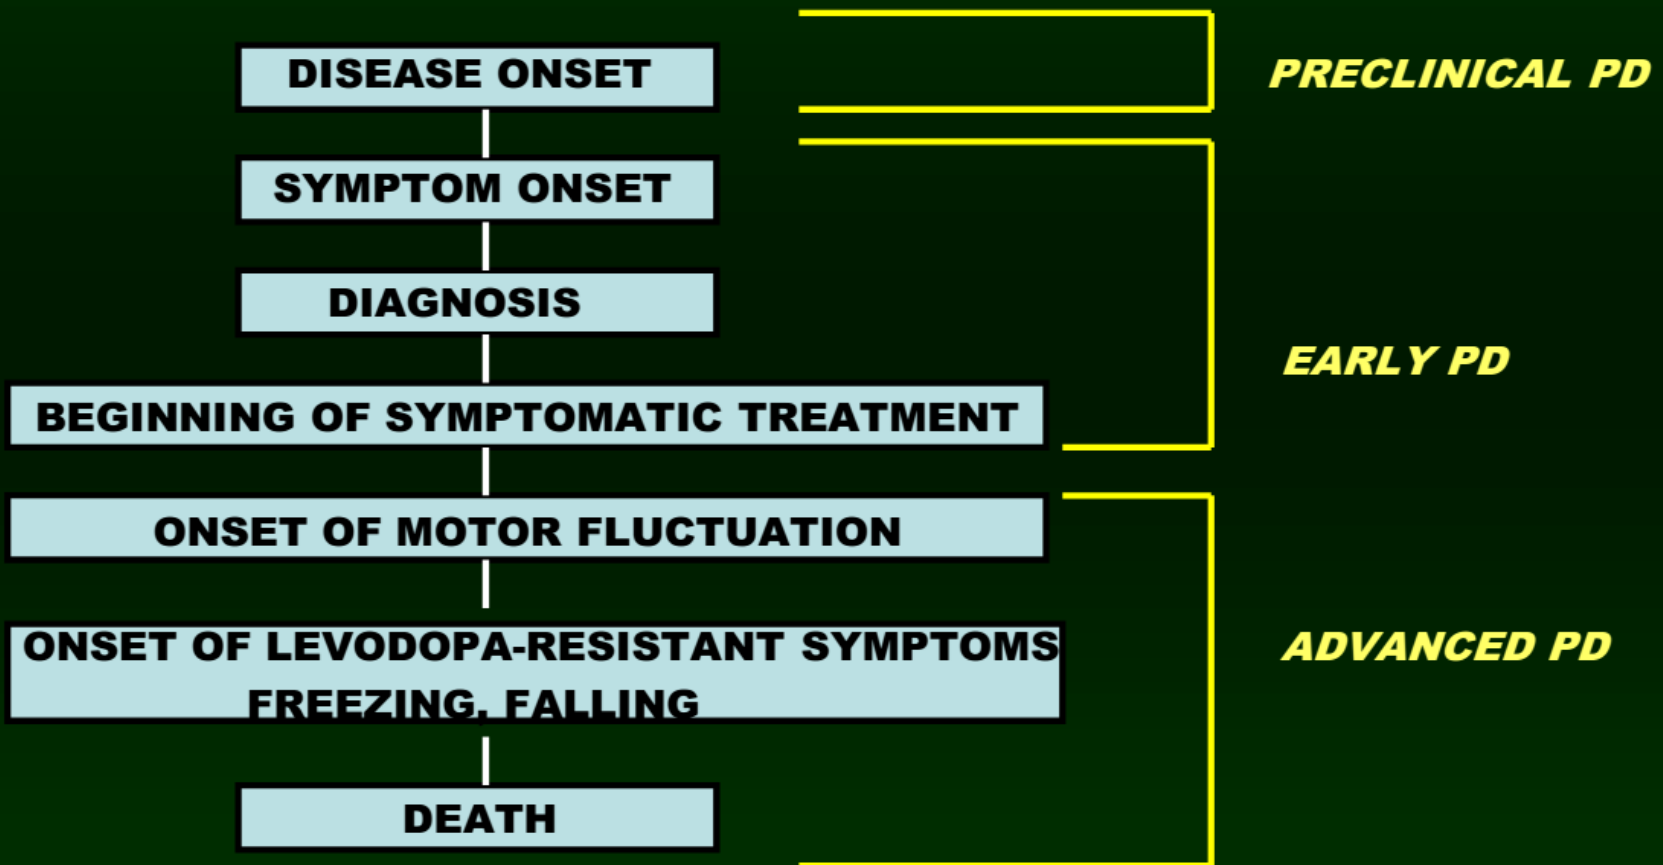 DISEASE ONSET
PRECLINICAL PD
SYMPTOM ONSET
DIAGNOSIS
EARLY PD
BEGINNING OF SYMPTOMATIC TREATMENT
ONSET OF MOTOR FLUCTUATION
ONSET OF LEVODOPA-RESISTANT SYMPTOMS
FREEZING, FALLING
ADVANCED PD
DEATH